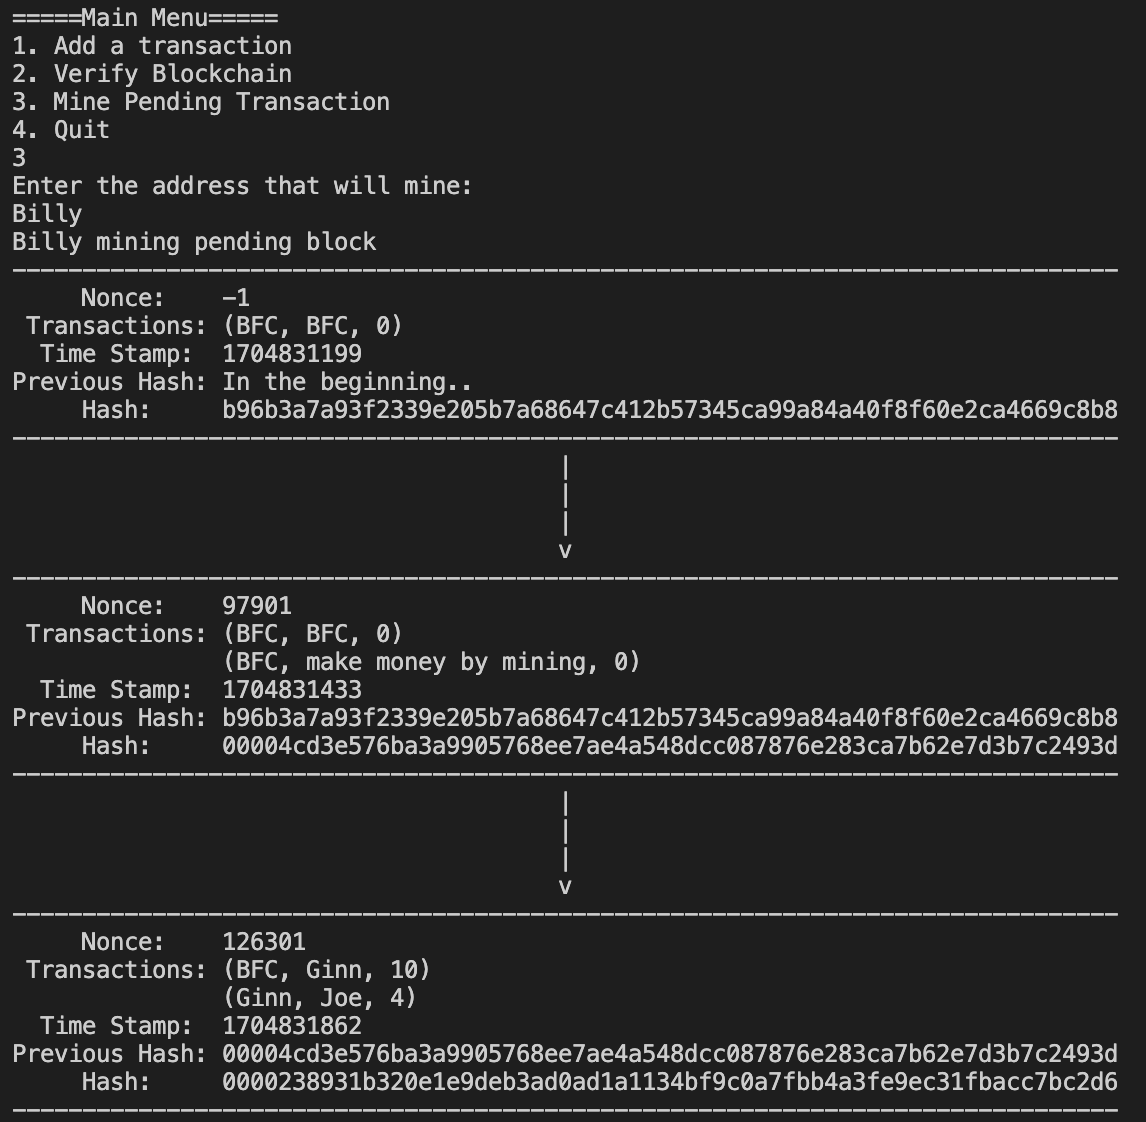 =====Main Menu=====
1. Add a transaction
2. Verify Blockchain
3. Mine Pending Transaction
4. Quit
3
Enter the address that will mine:
Billy
Billy mining pending block
-------------------------------------------------------------------------------
     Nonce:    -1
 Transactions: (BFC, BFC, 0)
  Time Stamp:  1704831199
Previous Hash: In the beginning..
     Hash:     b96b3a7a93f2339e205b7a68647c412b57345ca99a84a40f8f60e2ca4669c8b8
-------------------------------------------------------------------------------
                                       |
                                       |
                                       |
                                       v
-------------------------------------------------------------------------------
     Nonce:    97901
 Transactions: (BFC, BFC, 0)
               (BFC, make money by mining, 0)
  Time Stamp:  1704831433
Previous Hash: b96b3a7a93f2339e205b7a68647c412b57345ca99a84a40f8f60e2ca4669c8b8
     Hash:     00004cd3e576ba3a9905768ee7ae4a548dcc087876e283ca7b62e7d3b7c2493d
-------------------------------------------------------------------------------
                                       |
                                       |
                                       |
                                       v
-------------------------------------------------------------------------------
     Nonce:    126301
 Transactions: (BFC, Ginn, 10)
               (Ginn, Joe, 4)
  Time Stamp:  1704831862
Previous Hash: 00004cd3e576ba3a9905768ee7ae4a548dcc087876e283ca7b62e7d3b7c2493d
     Hash:     0000238931b320e1e9deb3ad0ad1a1134bf9c0a7fbb4a3fe9ec31fbacc7bc2d6
-------------------------------------------------------------------------------